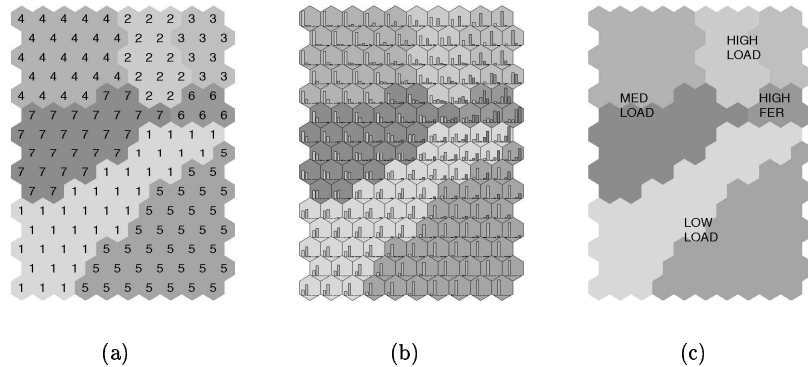 4 4 4 4 4 2 2 2 3 3
4 4 4 4 4 2 2 3 3 3
4 4 4 4 4 2 2 2 3 3
4 4 4 4 4 2 2 3 3 3
4 4 4 4 7 7 2 2 6 6
7 7 7 7 7 7 7 6 6 6
7 7 7 7 7 7 1 1 1 1
7 7 7 7 7 1 1 1 1 5
7 7 7 7 1 1 1 1 5 5
7 7 1 1 1 1 5 5 5 5
1 1 1 1 1 1 5 5 5 5
1 1 1 1 1 5 5 5 5 5
1 1 1 1 5 5 5 5 5 5
1 1 1 5 5 5 5 5 5 5
1 1 1 5 5 5 5 5 5 5
HIGH
LOAD
MED
LOAD
HIGH
FER
LOW
LOAD
(a)
(b)
(c)